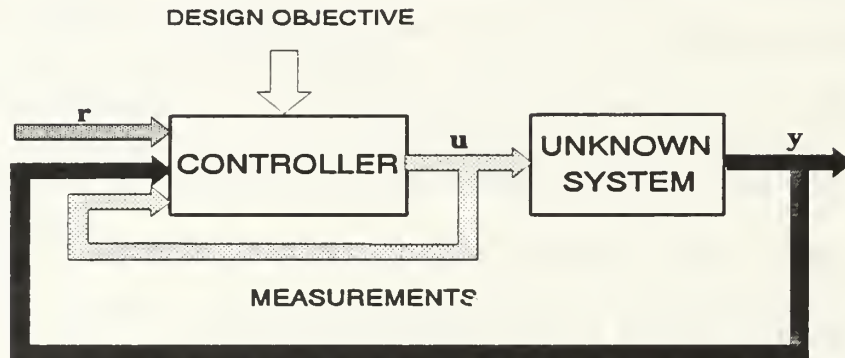 DESIGN OBJECTIVE
r
CONTROLLER
u
UNKNOWN
SYSTEM
y
MEASUREMENTS